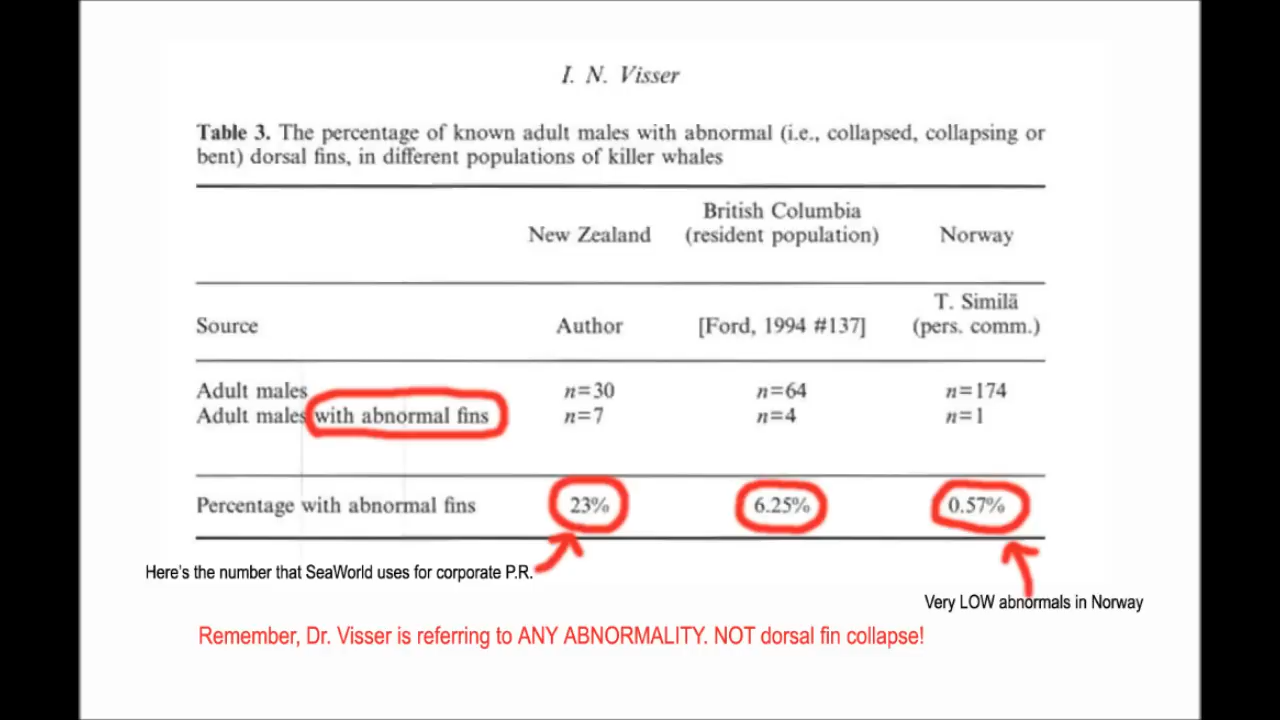 I. N. Visser
Table 3. The percentage of known adult males with abnormal (i.e., collapsed, collapsing or
bent) dorsal fins, in different populations of killer whales
British Columbia
New Zealand (resident population) Norway
T. Similä
Source Author [Ford, 1994 #137] (pers. comm.)
Adult males n=30 n=64 n=174
Adult males with abnormal fins n=7 n=4 n=1
Percentage with abnormal fins 23% 6.25% 0.57%
Here's the number that SeaWorld uses for corporate P.R.
Very LOW abnormals in Norway
Remember, Dr. Visser is referring to ANY ABNORMALITY. NOT dorsal fin collapse!